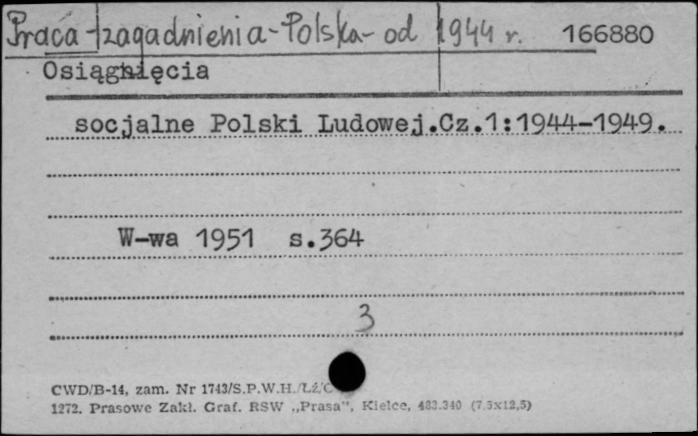 Praca-zagadnienia-Polska-od 1944 r. 166880
Osiągnięcia
socjalne Polski Ludowej.Cz.1:1944-1949.
W-wa 1951 s.364
3
CWD/B-14, zam. Nr 1743/S.P.W.H./Łź/C
1272. Prasowe Zakł. Graf. RSW „Prasa", Kielce, 483.340 (7,5x12,5)